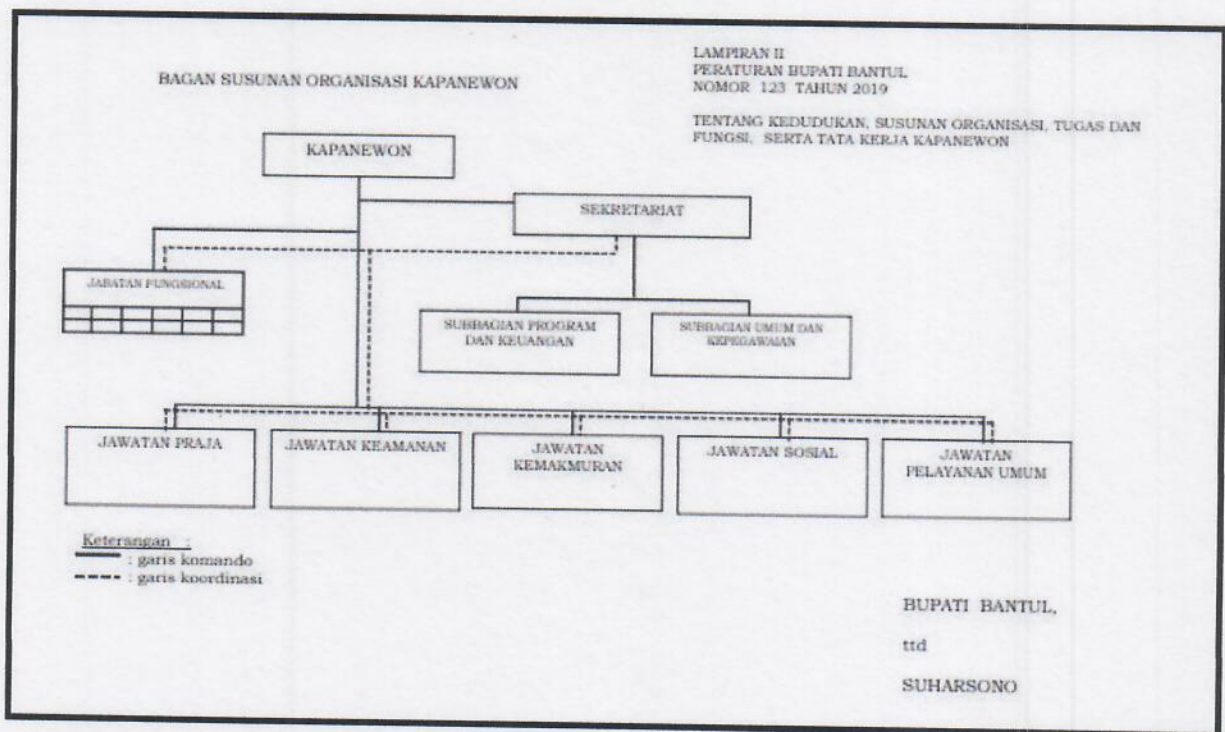 LAMPIRAN II
PERATURAN BUPATI BANTUL
NOMOR 123 TAHUN 2019
TENTANG KEDUDUKAN, SUSUNAN ORGANISASI, TUGAS DAN
FUNGSI, SERTA TATA KERJA KAPANEWON
BAGAN SUSUNAN ORGANISASI KAPANEWON
KAPANEWON
SEKRETARIAT
JABATAN FUNGSIONAL
SUBBAGIAN PROGRAM
DAN KEUANGAN
SUBBAGIAN UMUM DAN
KEPEGAWAIAN
JAWATAN PRAJA
JAWATAN KEAMANAN
JAWATAN
KEMAKMURAN
JAWATAN SOSIAL
JAWATAN
PELAYANAN UMUM
Keterangan :
: garis komando
: garis koordinasi
BUPATI BANTUL,
ttd
SUHARSONO